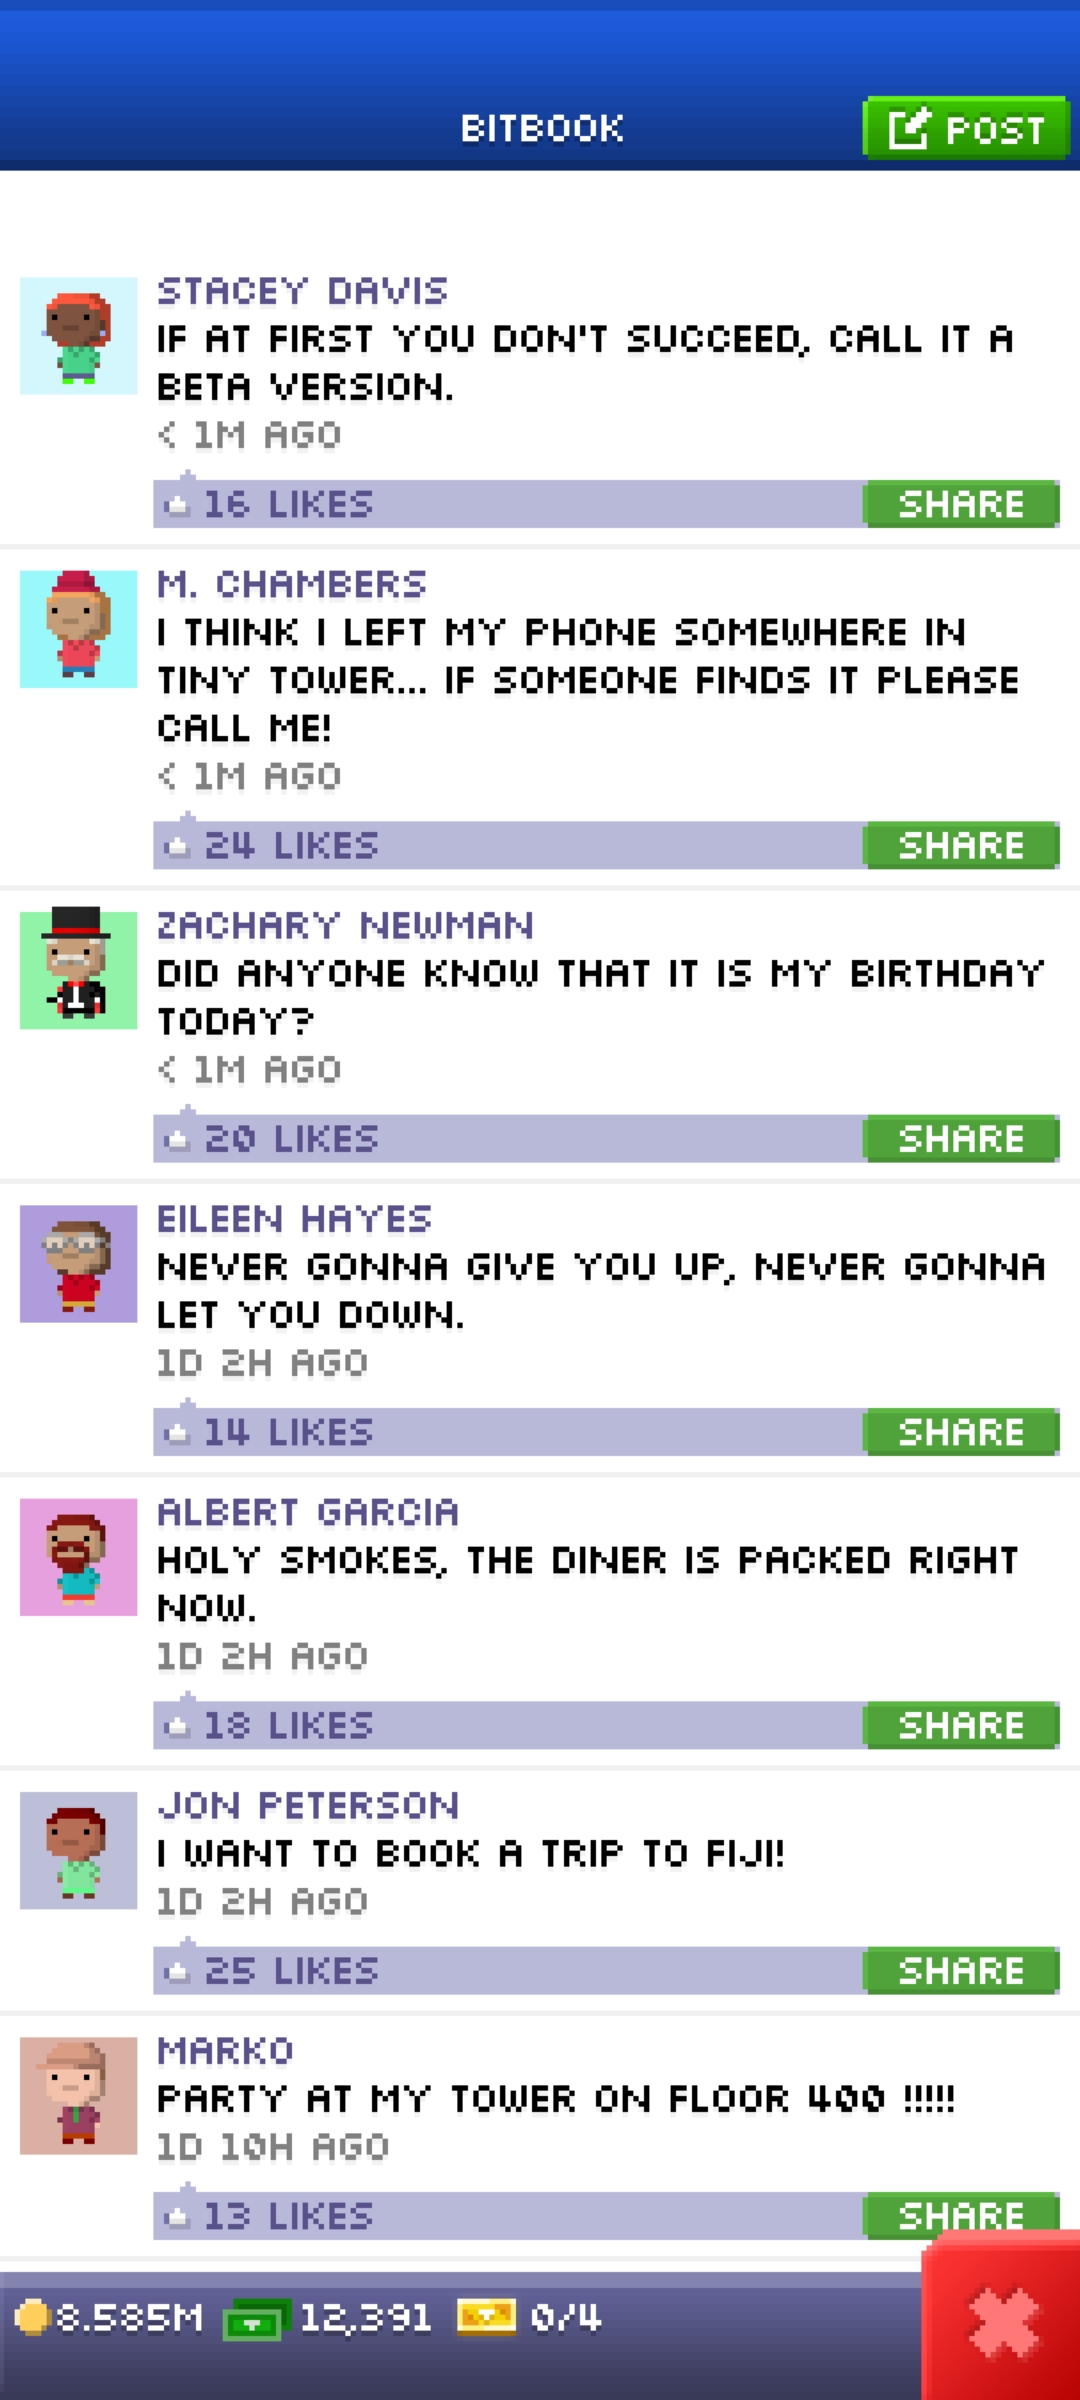 BITBOOK
POST
STACEY DAVIS
IF AT FIRST YOU DON'T SUCCEED, CALL IT A
BETA VERSION.
< 1M AGO
16 LIKES
SHARE
M. CHAMBERS
I THINK I LEFT MY PHONE SOMEWHERE IN
TINY TOWER... IF SOMEONE FINDS IT PLEASE
CALL ME!
< 1M AGO
24 LIKES
SHARE
ZACHARY NEWMAN
DID ANYONE KNOW THAT IT IS MY BIRTHDAY
TODAY?
< 1M AGO
20 LIKES
SHARE
EILEEN HAYES
NEVER GONNA GIVE YOU UP, NEVER GONNA
LET YOU DOWN.
1D 2H AGO
14 LIKES
SHARE
ALBERT GARCIA
HOLY SMOKES, THE DINER IS PACKED RIGHT
NOW.
1D 2H AGO
18 LIKES
SHARE
JON PETERSON
I WANT TO BOOK A TRIP TO FIJI!
1D 2H AGO
25 LIKES
SHARE
MARKO
PARTY AT MY TOWER ON FLOOR 400 !!!!!
1D 10H AGO
13 LIKES
SHARE
8.585M
12,391
0/4